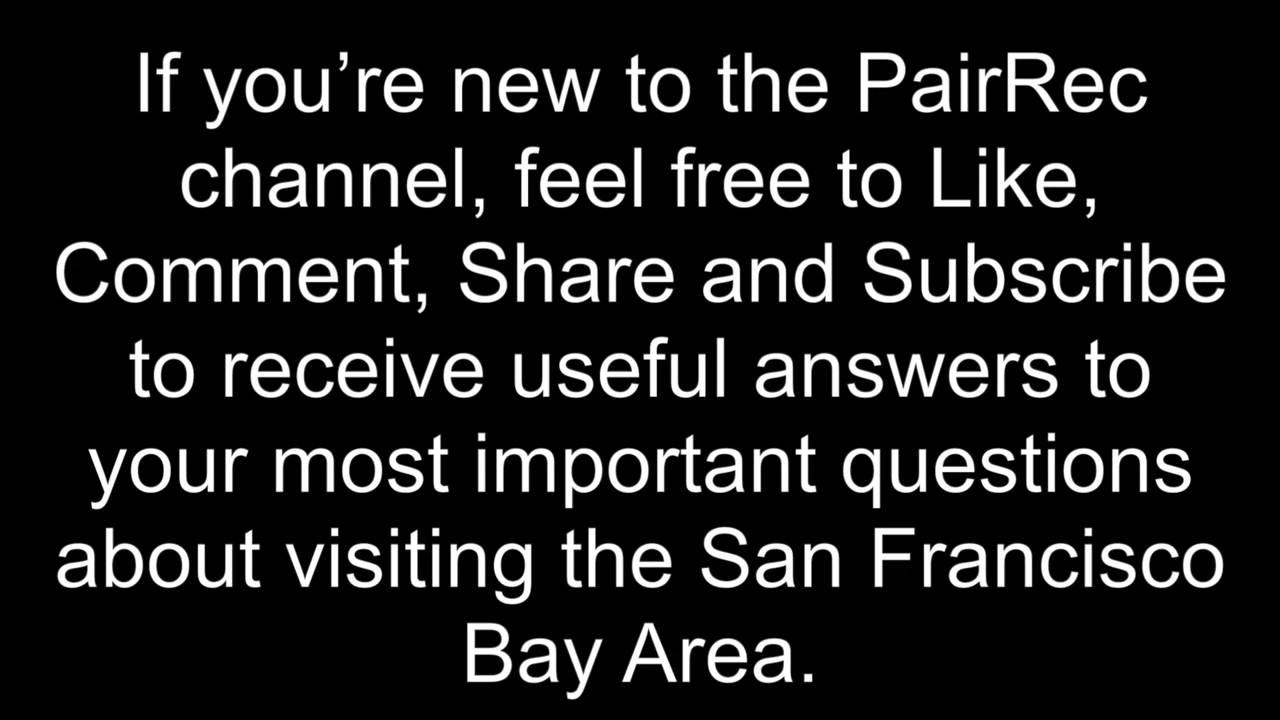 If you’re new to the PairRec
channel, feel free to Like,
Comment, Share and Subscribe
to receive useful answers to
your most important questions
about visiting the San Francisco
Bay Area.